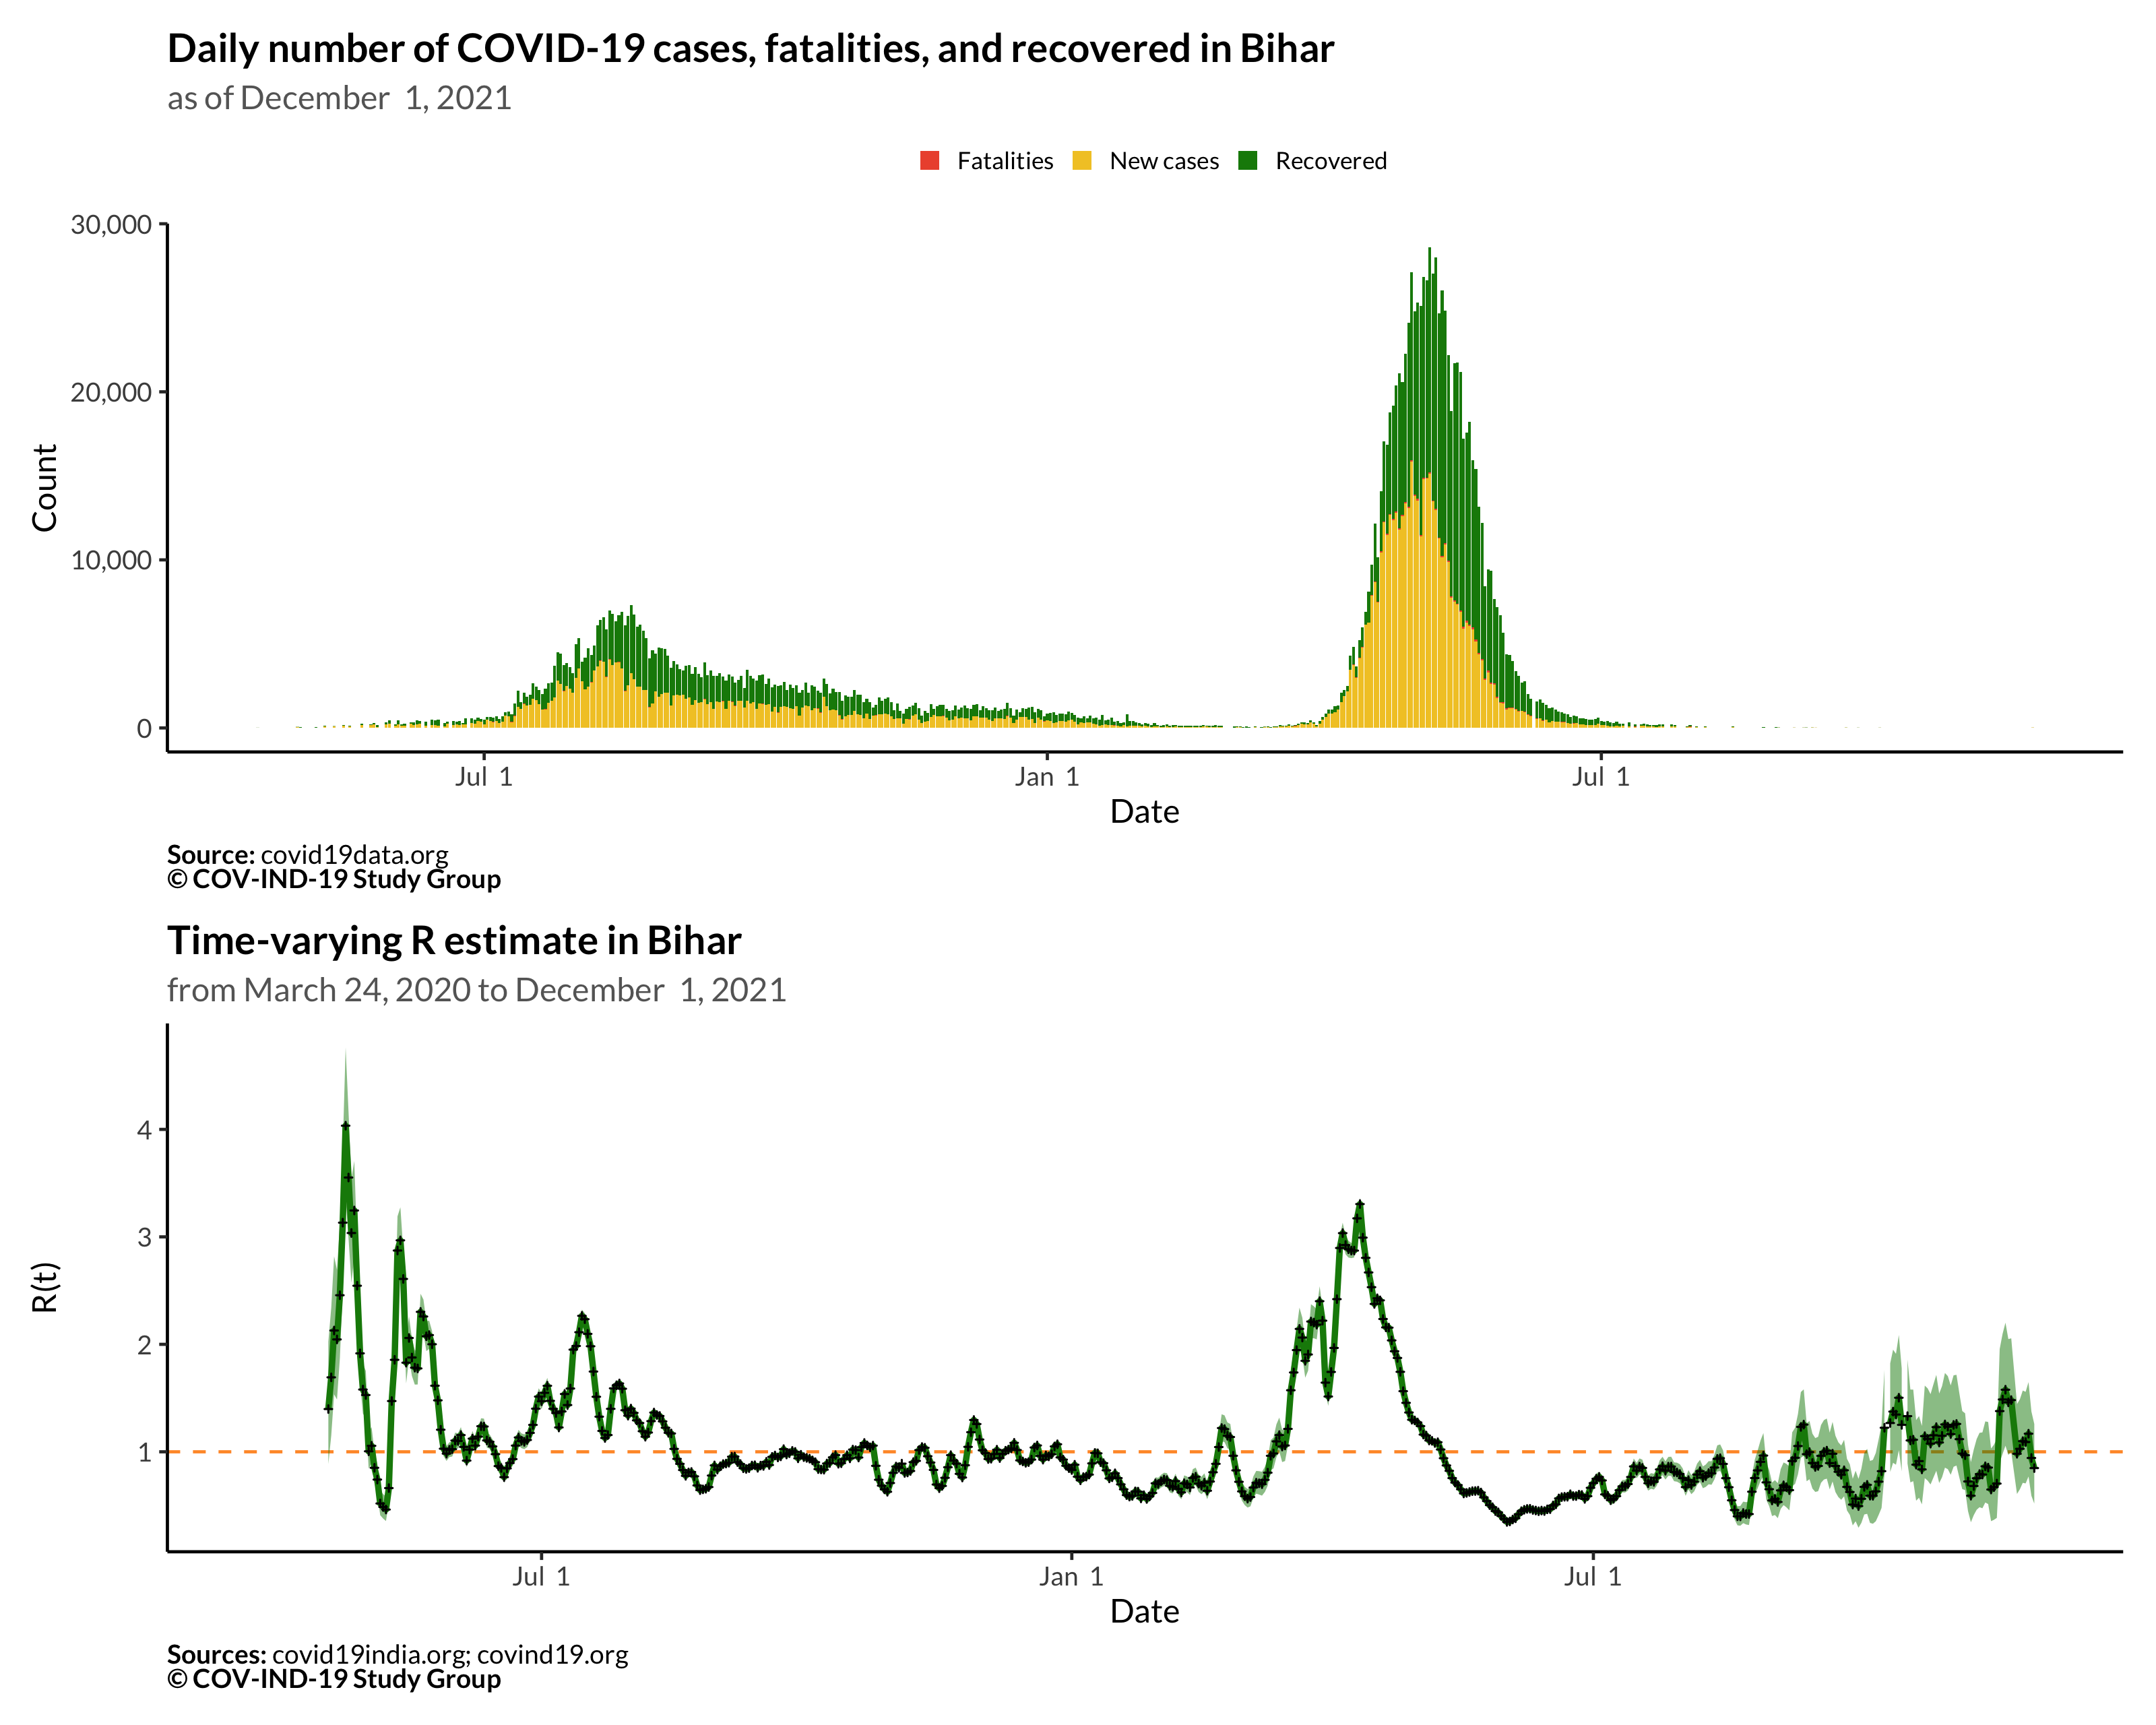 Daily number of COVID-19 cases, fatalities, and recovered in Bihar
as of December  1, 2021
Fatalities New cases Recovered
30,000
20,000
10,000
0
Count
Jul 1 Jan 1 Jul 1
Date
Source: covid19data.org
© COV-IND-19 Study Group
Time-varying R estimate in Bihar
from March 24, 2020 to December  1, 2021
4
3
2
1
R(t)
Jul 1 Jan 1 Jul 1
Date
Sources: covid19india.org; covind19.org
© COV-IND-19 Study Group